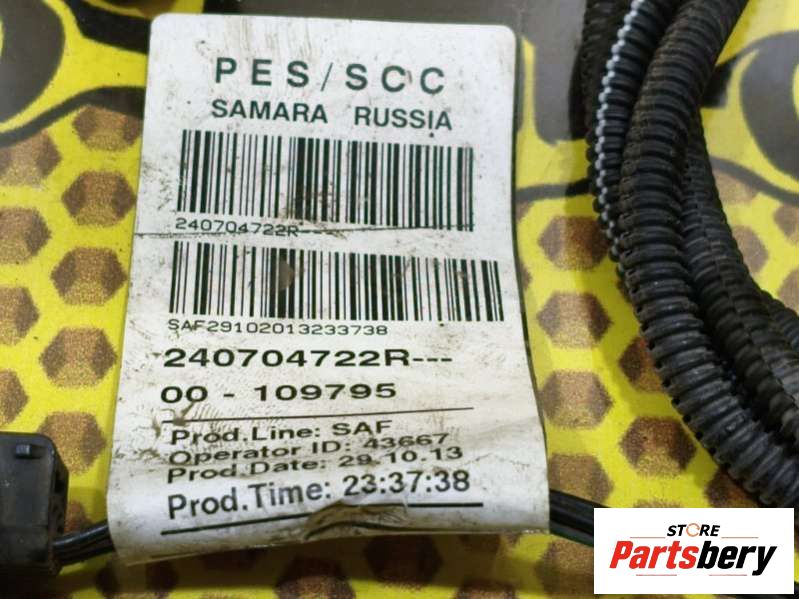 PES/SCC
SAMARA RUSSIA
240704722R---
SAF29102013233738
240704722R---
00 - 109795
Prod.Line: SAF
Operator ID: 43667
Prod.Date: 29.10.13
Prod.Time: 23:37:38
STORE
Partsbery